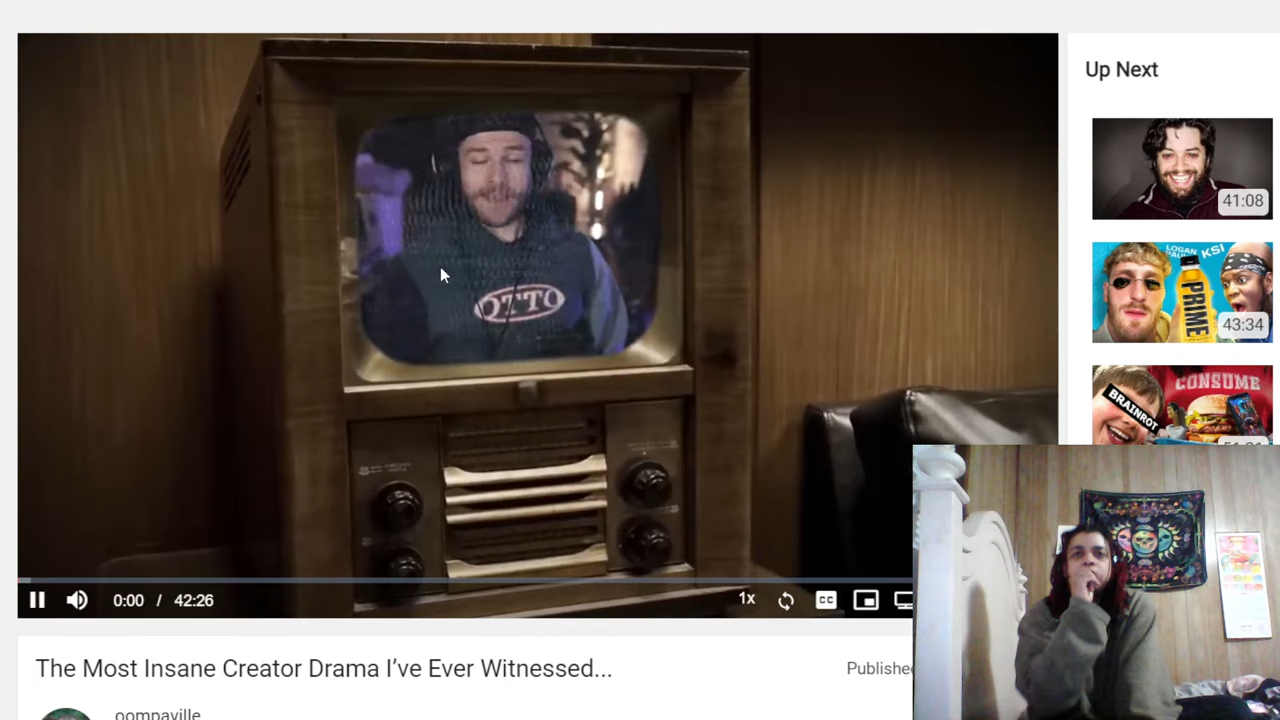 Up Next
41:08
LOGAN
PAUL
KSI
PRIME
43:34
CONSUME
BRAINROT
OTTO
0:00 / 42:26
1x
CC
The Most Insane Creator Drama I've Ever Witnessed...
oompaville